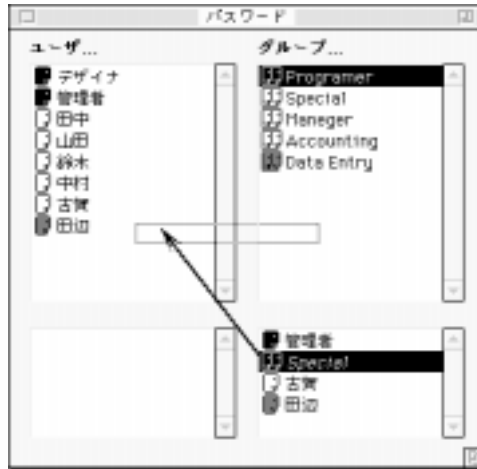 パスワード
ユーザ...
デザイナ
管理者
田中
山田
鈴木
中村
古賀
田辺
グループ...
Programer
Special
Maneger
Accounting
Data Entry
管理者
Special
古賀
田辺